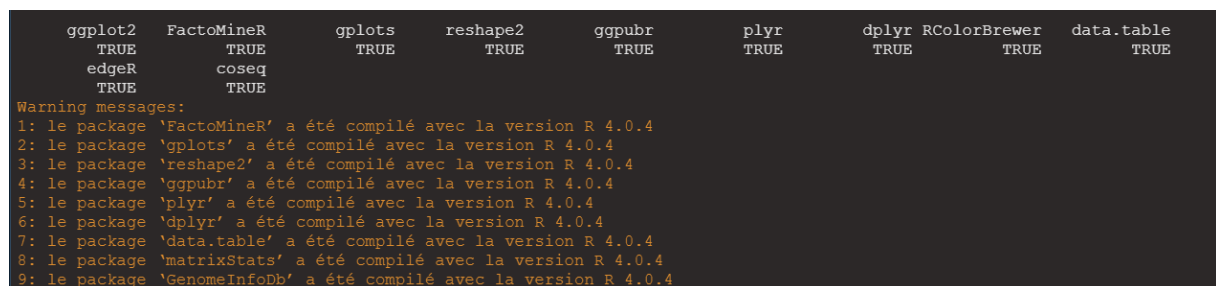 ggplot2 FactoMineR gplots reshape2 ggpubr plyr dplyr RColorBrewer data.table
TRUE TRUE TRUE TRUE TRUE TRUE TRUE TRUE TRUE
edgeR coseq
TRUE TRUE
Warning messages:
1: le package ‘FactoMineR’ a été compilé avec la version R 4.0.4
2: le package ‘gplots’ a été compilé avec la version R 4.0.4
3: le package ‘reshape2’ a été compilé avec la version R 4.0.4
4: le package ‘ggpubr’ a été compilé avec la version R 4.0.4
5: le package ‘plyr’ a été compilé avec la version R 4.0.4
6: le package ‘dplyr’ a été compilé avec la version R 4.0.4
7: le package ‘data.table’ a été compilé avec la version R 4.0.4
8: le package ‘matrixStats’ a été compilé avec la version R 4.0.4
9: le package ‘GenomeInfoDb’ a été compilé avec la version R 4.0.4